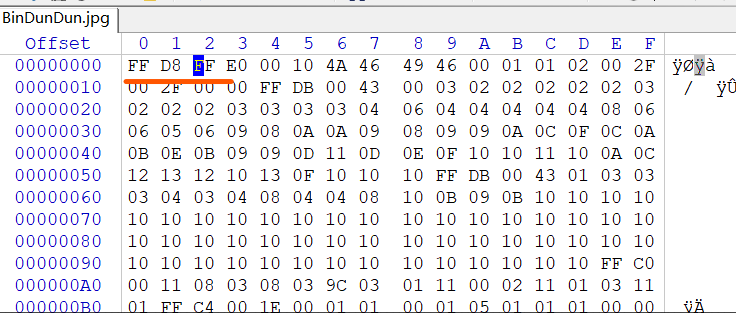 BinDunDun.jpg
Offset 0 1 2 3 4 5 6 7 8 9 A B C D E F
00000000 FF D8 FF E0 00 10 4A 46 49 46 00 01 01 02 00 2F ÿØÿà
00000010 00 2F 00 00 FF DB 00 43 00 03 02 02 02 02 02 03 / ÿÛ
00000020 02 02 02 03 03 03 03 04 06 04 04 04 04 04 08 06
00000030 06 05 06 09 08 0A 0A 09 08 09 09 0A 0C 0F 0C 0A
00000040 0B 0E 0B 09 09 0D 11 0D 0E 0F 10 10 11 10 0A 0C
00000050 12 13 12 10 13 0F 10 10 10 FF DB 00 43 01 03 03
00000060 03 04 03 04 08 04 04 08 10 0B 09 0B 10 10 10 10
00000070 10 10 10 10 10 10 10 10 10 10 10 10 10 10 10 10
00000080 10 10 10 10 10 10 10 10 10 10 10 10 10 10 10 10
00000090 10 10 10 10 10 10 10 10 10 10 10 10 10 10 FF C0
000000A0 00 11 08 03 08 03 9C 03 01 11 00 02 11 01 03 11
000000B0 01 FF C4 00 1E 00 01 01 00 01 05 01 01 01 00 00 ÿÄ